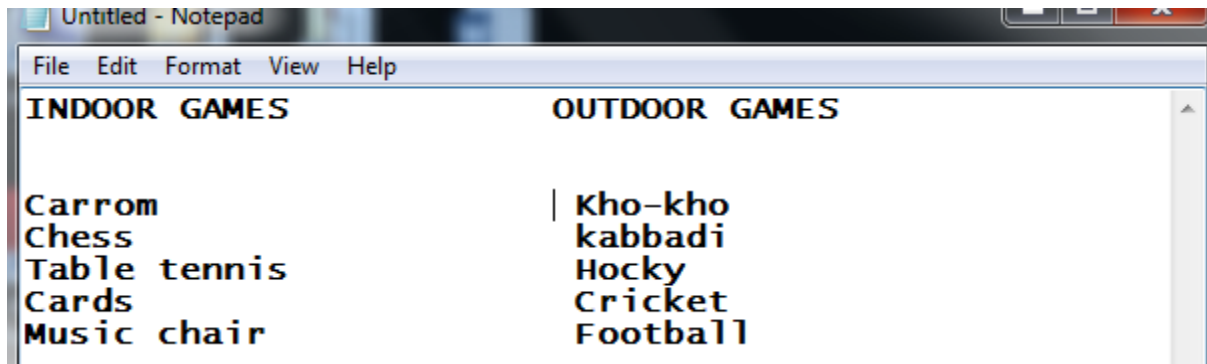 Untitled - Notepad
File Edit Format View Help
INDOOR GAMES OUTDOOR GAMES
Carrom Kho-kho
Chess kabbadi
Table tennis Hocky
Cards Cricket
Music chair Football